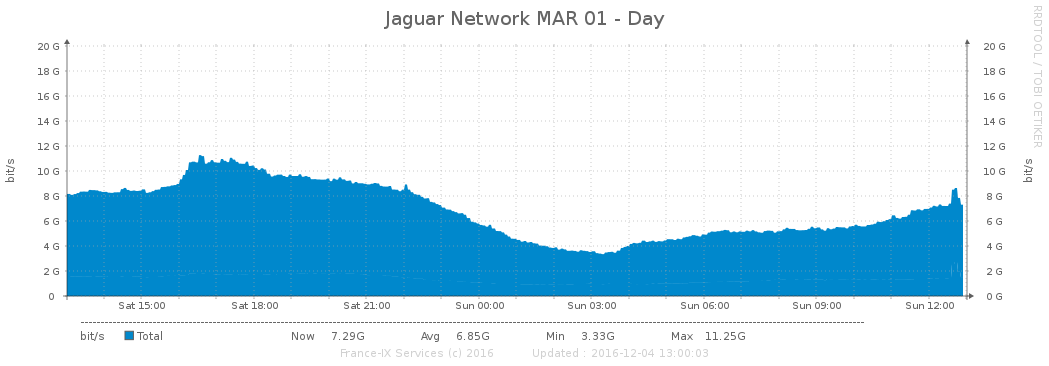 Jaguar Network MAR 01 - Day
RRDTOOL / TOBI OETIKER
bit/s
20 G 20 G
18 G 18 G
16 G 16 G
14 G 14 G
12 G 12 G
10 G 10 G
8 G 8 G
6 G 6 G
4 G 4 G
2 G 2 G
0 0 G
bit/s
Sat 15:00 Sat 18:00 Sat 21:00 Sun 00:00 Sun 03:00 Sun 06:00 Sun 09:00 Sun 12:00
bit/s Total Now 7.29G Avg 6.85G Min 3.33G Max 11.25G
France-IX Services (c) 2016 Updated : 2016-12-04 13:00:03